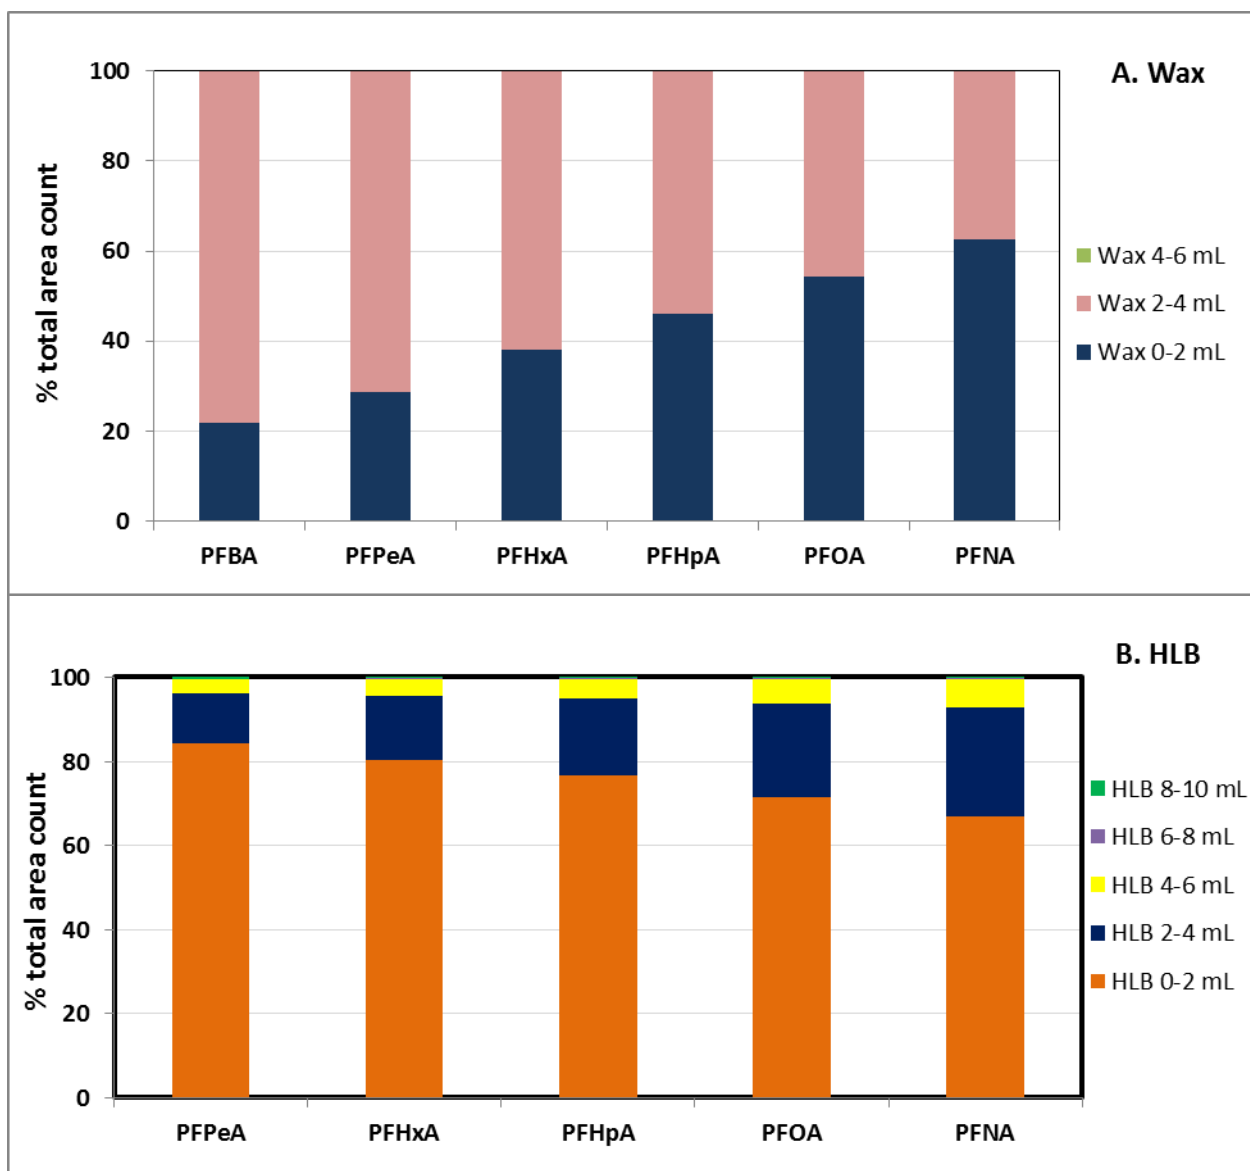 A. Wax
% total area count
100
80
60
40
20
0
PFBA PFPeA PFHxA PFHpA PFOA PFNA
Wax 4-6 mL
Wax 2-4 mL
Wax 0-2 mL
B. HLB
% total area count
100
80
60
40
20
0
PFPeA PFHxA PFHpA PFOA PFNA
HLB 8-10 mL
HLB 6-8 mL
HLB 4-6 mL
HLB 2-4 mL
HLB 0-2 mL